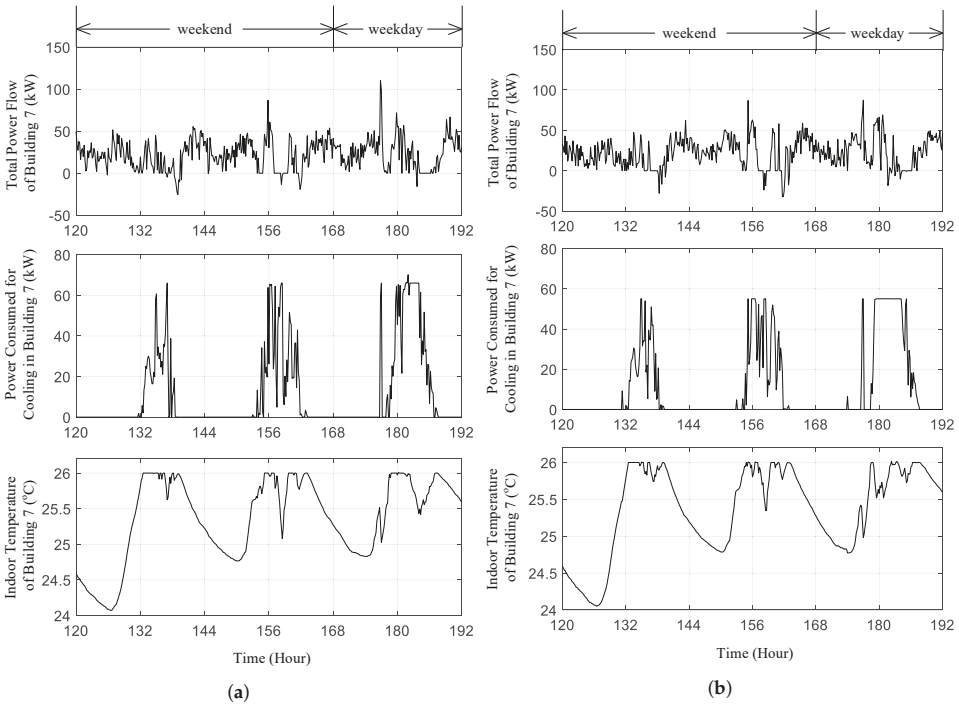 weekend weekday
150
100
50
0
-50
Total Power Flow
of Building 7 (kW)
120 132 144 156 168 180 192
80
60
40
20
0
Power Consumed for
Cooling in Building 7 (kW)
120 132 144 156 168 180 192
26
25.5
25
24.5
24
Indoor Temperature
of Building 7 (°C)
120 132 144 156 168 180 192
Time (Hour)
(a)
weekend weekday
150
100
50
0
-50
Total Power Flow
of Building 7 (kW)
120 132 144 156 168 180 192
80
60
40
20
0
Power Consumed for
Cooling in Building 7 (kW)
120 132 144 156 168 180 192
26
25.5
25
24.5
24
Indoor Temperature
of Building 7 (°C)
120 132 144 156 168 180 192
Time (Hour)
(b)